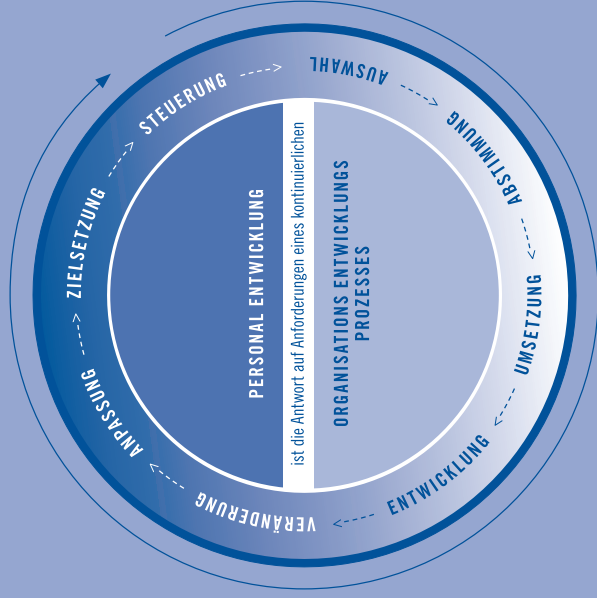 STEUERUNG
AUSWAHL
ABSTIMMUNG
UMSETZUNG
ENTWICKLUNG
VERÄNDERUNG
ANPASSUNG
ZIELSETZUNG
PERSONAL ENTWICKLUNG
ist die Antwort auf Anforderungen eines kontinuierlichen
ORGANISATIONS ENTWICKLUNGS
PROZESSES